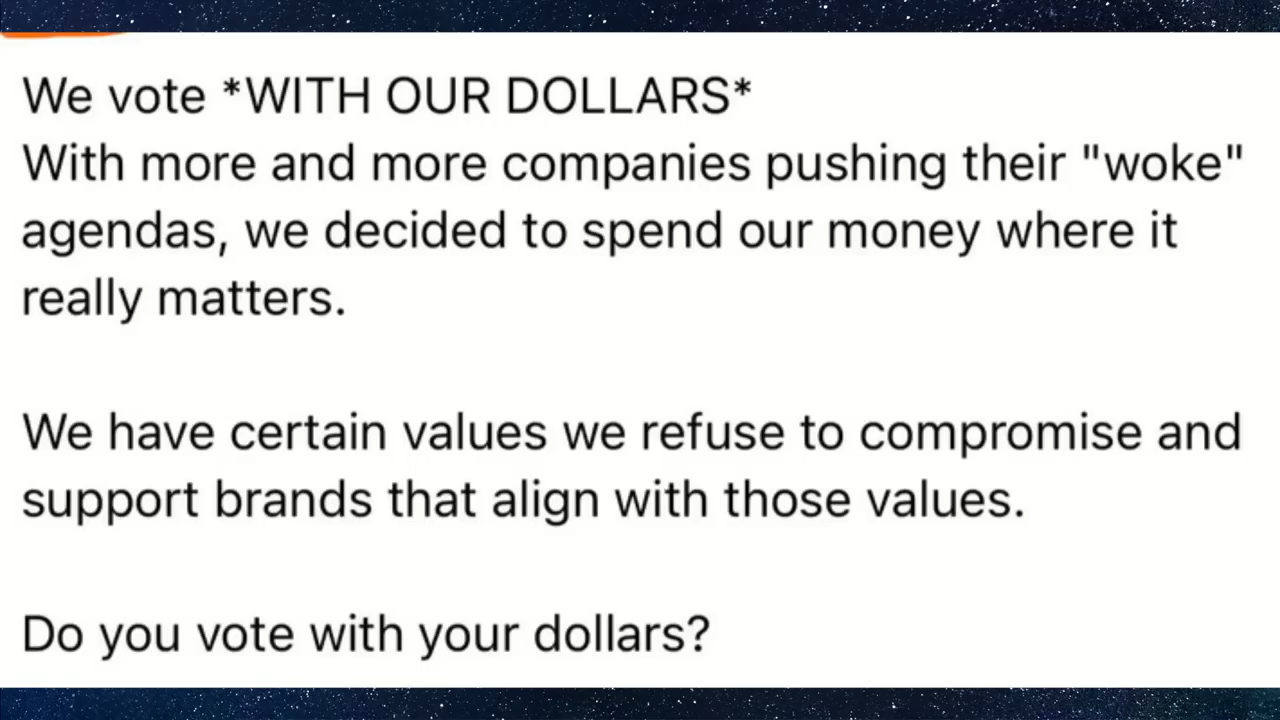 We vote *WITH OUR DOLLARS*
With more and more companies pushing their "woke"
agendas, we decided to spend our money where it
really matters.
We have certain values we refuse to compromise and
support brands that align with those values.
Do you vote with your dollars?